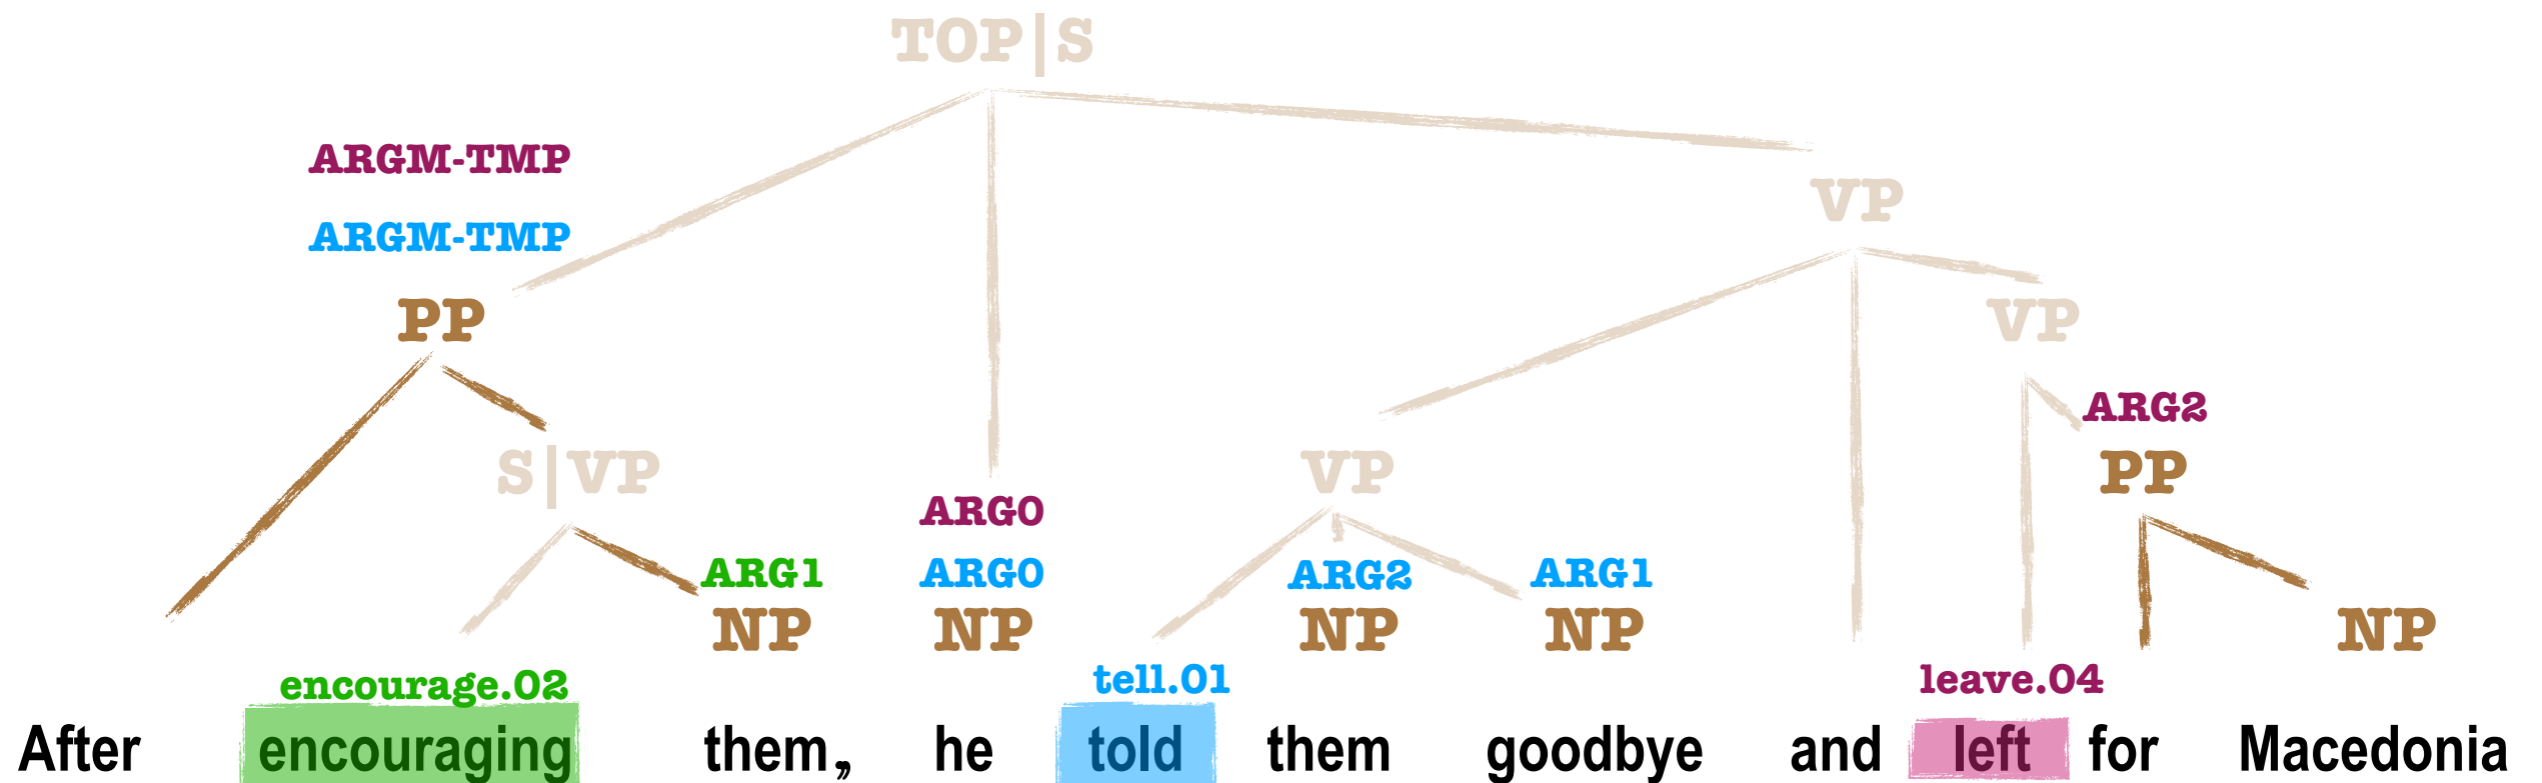 TOP|S
ARGM-TMP
VP
ARGM-TMP
PP VP
ARG2
S|VP VP PP
ARG0
ARG1 ARG0 ARG2 ARG1
NP NP NP NP NP
encourage.02 tell.01 leave.04
After encouraging them, he told them goodbye and left for Macedonia